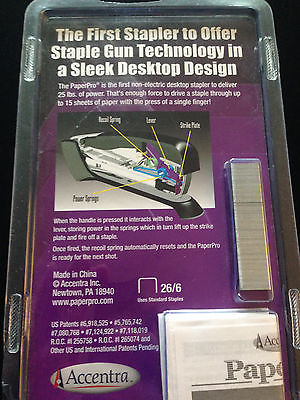 The First Stapler to Offer
Staple Gun Technology in
a Sleek Desktop Design
The PaperPro® is the first non-electric desktop stapler to deliver
25 lbs. of power. That's enough force to drive a staple through up
to 15 sheets of paper with the press of a single finger!
Recoil Spring
Lever
Strike Plate
Power Springs
When the handle is pressed it interacts with the
lever, storing power in the springs which in turn lift up the striking
plate and fire off a staple.
Once fired, the recoil spring automatically resets and the PaperPro
is ready for the next shot.
Made in China
© Accentra Inc.
Newtown, PA 18940
www.paperpro.com
26/6
Uses Standard Staples
US Patents #6,918,525 • #5,765,742
#7,080,768 • #7,124,922 • #7,118,019
R.O.C. #I 255758 • R.O.C. # I 265074 and
Other US and International Patents Pending
Accentra
Accentra
Pape